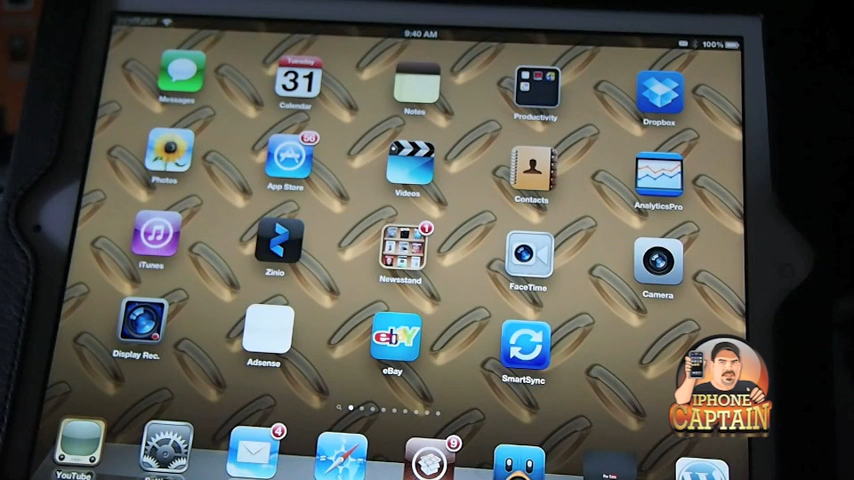 9:40 AM
100%
Messages
Tuesday
31
Calendar
Notes
Productivity
Dropbox
Photos
56
App Store
Videos
Contacts
AnalyticsPro
iTunes
Zinio
1
Newsstand
FaceTime
Camera
Display Rec.
Adsense
ebY
eBay
SmartSync
IPHONE
CAPTAIN
YouTube
4
9